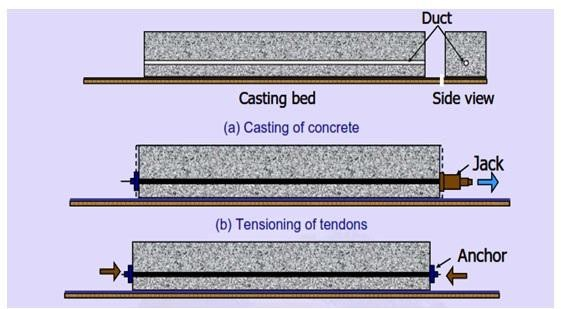 Duct
Casting bed
Side view
(a) Casting of concrete
Jack
(b) Tensioning of tendons
Anchor